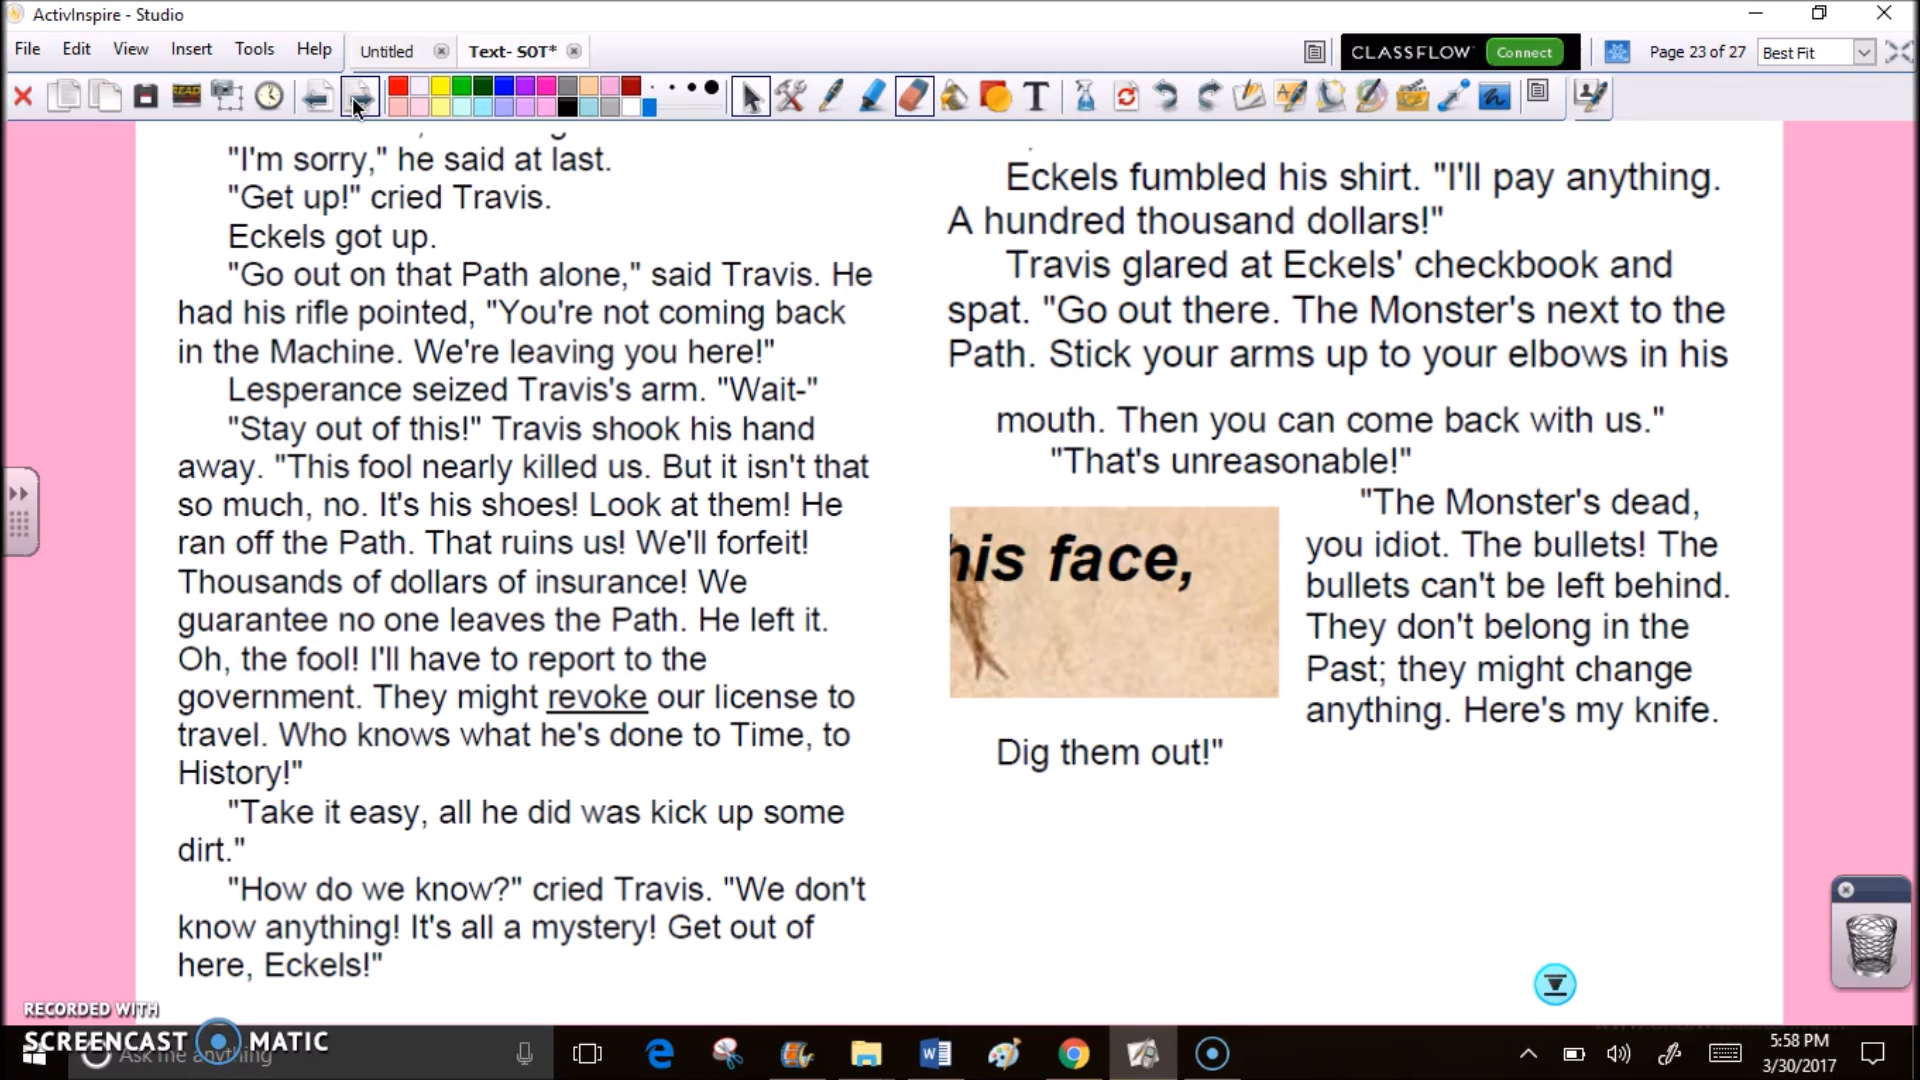 ActivInspire - Studio
File Edit View Insert Tools Help
Untitled
Text- SOT*
CLASSFLOW Connect
Page 23 of 27
Best Fit
READ
T
"I'm sorry," he said at last.
"Get up!" cried Travis.
Eckels got up.
"Go out on that Path alone," said Travis. He
had his rifle pointed, "You're not coming back
in the Machine. We're leaving you here!"
Lesperance seized Travis's arm. "Wait-"
"Stay out of this!" Travis shook his hand
away. "This fool nearly killed us. But it isn't that
so much, no. It's his shoes! Look at them! He
ran off the Path. That ruins us! We'll forfeit!
Thousands of dollars of insurance! We
guarantee no one leaves the Path. He left it.
Oh, the fool! I'll have to report to the
government. They might revoke our license to
travel. Who knows what he's done to Time, to
History!"
"Take it easy, all he did was kick up some
dirt."
"How do we know?" cried Travis. "We don't
know anything! It's all a mystery! Get out of
here, Eckels!"
Eckels fumbled his shirt. "I'll pay anything.
A hundred thousand dollars!"
Travis glared at Eckels' checkbook and
spat. "Go out there. The Monster's next to the
Path. Stick your arms up to your elbows in his
mouth. Then you can come back with us."
"That's unreasonable!"
"The Monster's dead,
you idiot. The bullets! The
bullets can't be left behind.
They don't belong in the
Past; they might change
anything. Here's my knife.
his face,
Dig them out!"
RECORDED WITH
SCREENCAST MATIC
Ask me anything
5:58 PM
3/30/2017